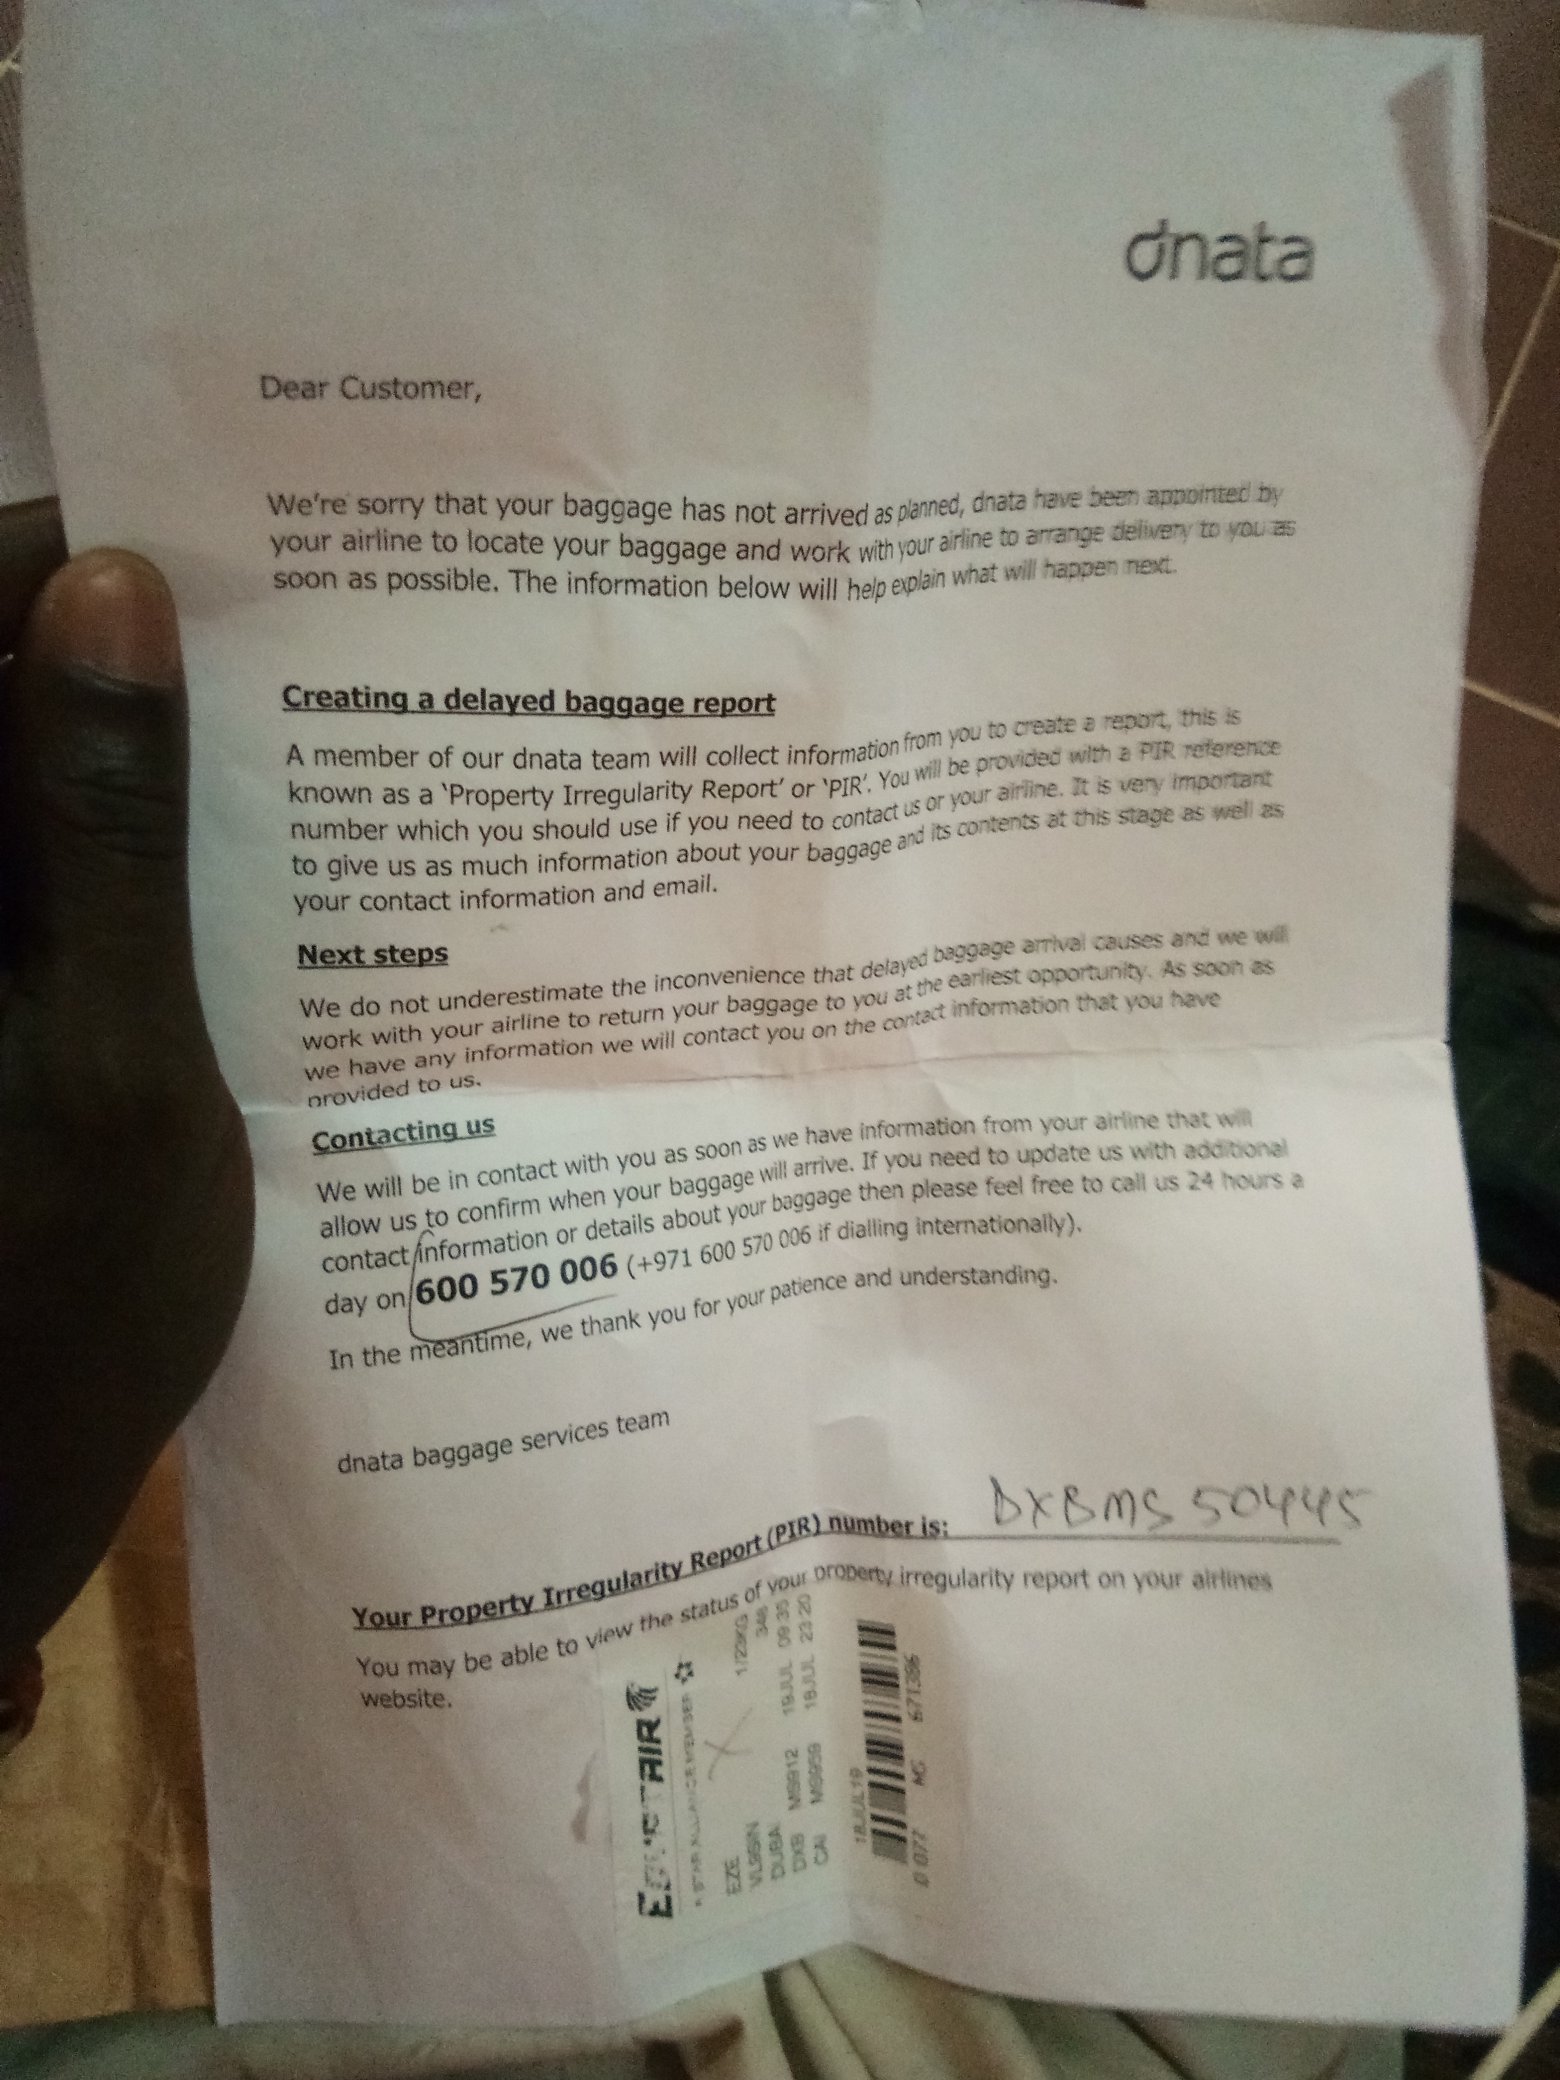 dnata
Dear Customer,
We're sorry that your baggage has not arrived as planned, dnata have been appointed by
your airline to locate your baggage and work with your airline to arrange delivery to you as
soon as possible. The information below will help explain what will happen next.
Creating a delayed baggage report
A member of our dnata team will collect information from you to create a report, this is
known as a 'Property Irregularity Report' or 'PIR'. You will be provided with a PIR reference
number which you should use if you need to contact us or your airline. It is very important
to give us as much information about your baggage and its contents at this stage as well as
your contact information and email.
Next steps
We do not underestimate the inconvenience that delayed baggage arrival causes and we will
work with your airline to return your baggage to you at the earliest opportunity. As soon as
we have any information we will contact you on the contact information that you have
provided to us.
Contacting us
We will be in contact with you as soon as we have information from your airline that will
allow us to confirm when your baggage will arrive. If you need to update us with additional
contact information or details about your baggage then please feel free to call us 24 hours a
day on 600 570 006 (+971 600 570 006 if dialling internationally).
In the meantime, we thank you for your patience and understanding.
dnata baggage services team
Your Property Irregularity Report (PIR) number is: DXBMS 50445
You may be able to view the status of your property irregularity report on your airlines
website.
EGYPTAIR
A STAR ALLIANCE MEMBER
EZE 1/23KG
346
DUBAI
DXB MS912 19JUL 09 35
CAI MS959 18JUL 23 20
18JUL19
0 077 MS 671386